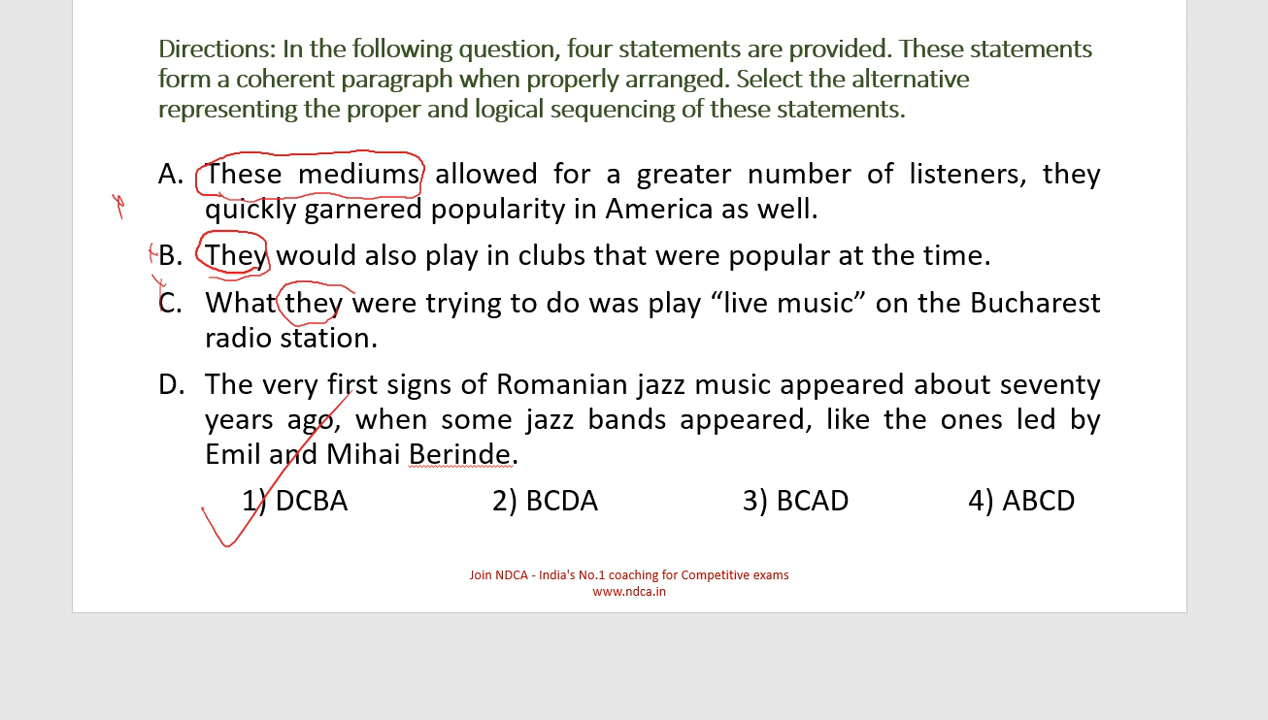 Directions: In the following question, four statements are provided. These statements
form a coherent paragraph when properly arranged. Select the alternative
representing the proper and logical sequencing of these statements.
A. These mediums allowed for a greater number of listeners, they
quickly garnered popularity in America as well.
B. They would also play in clubs that were popular at the time.
C. What they were trying to do was play “live music” on the Bucharest
radio station.
D. The very first signs of Romanian jazz music appeared about seventy
years ago, when some jazz bands appeared, like the ones led by
Emil and Mihai Berinde.
1) DCBA 2) BCDA 3) BCAD 4) ABCD
Join NDCA - India's No.1 coaching for Competitive exams
www.ndca.in